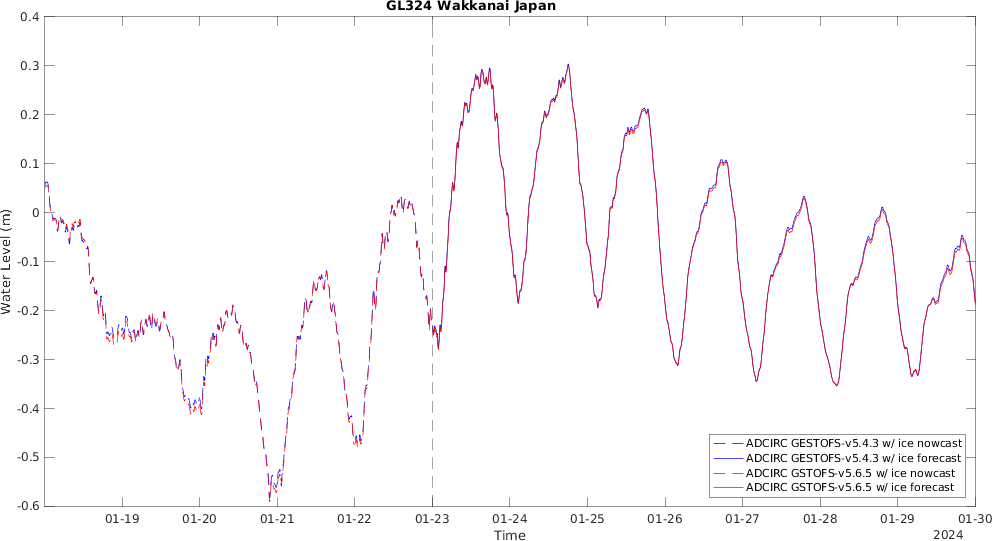 GL324 Wakkanai Japan
0.4
0.3
0.2
0.1
0
-0.1
-0.2
-0.3
-0.4
-0.5
-0.6
Water Level (m)
ADCIRC GESTOFS-v5.4.3 w/ ice nowcast
ADCIRC GESTOFS-v5.4.3 w/ ice forecast
ADCIRC GSTOFS-v5.6.5 w/ ice nowcast
ADCIRC GSTOFS-v5.6.5 w/ ice forecast
01-19 01-20 01-21 01-22 01-23 01-24 01-25 01-26 01-27 01-28 01-29 01-30
Time
2024